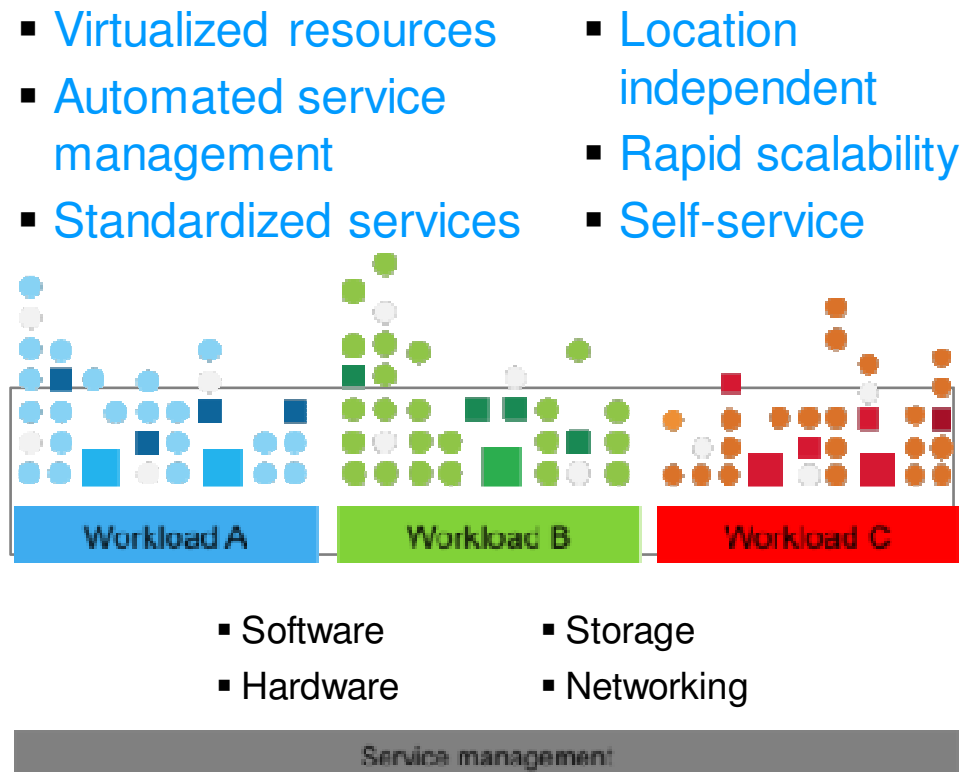 ▪ Virtualized resources
▪ Automated service
management
▪ Standardized services
▪ Location
independent
▪ Rapid scalability
▪ Self-service
Workload A
Workload B
Workload C
▪ Software
▪ Hardware
▪ Storage
▪ Networking
Service management